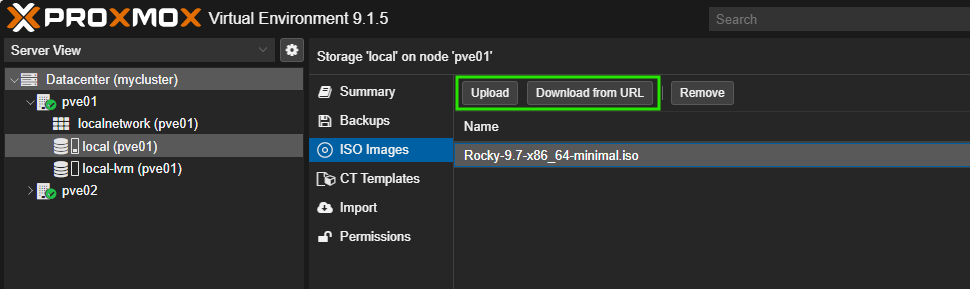 PROXMOX Virtual Environment 9.1.5
Search
Server View
Datacenter (mycluster)
pve01
localnetwork (pve01)
local (pve01)
local-lvm (pve01)
pve02
Storage 'local' on node 'pve01'
Summary
Backups
ISO Images
CT Templates
Import
Permissions
Upload
Download from URL
Remove
Name
Rocky-9.7-x86_64-minimal.iso